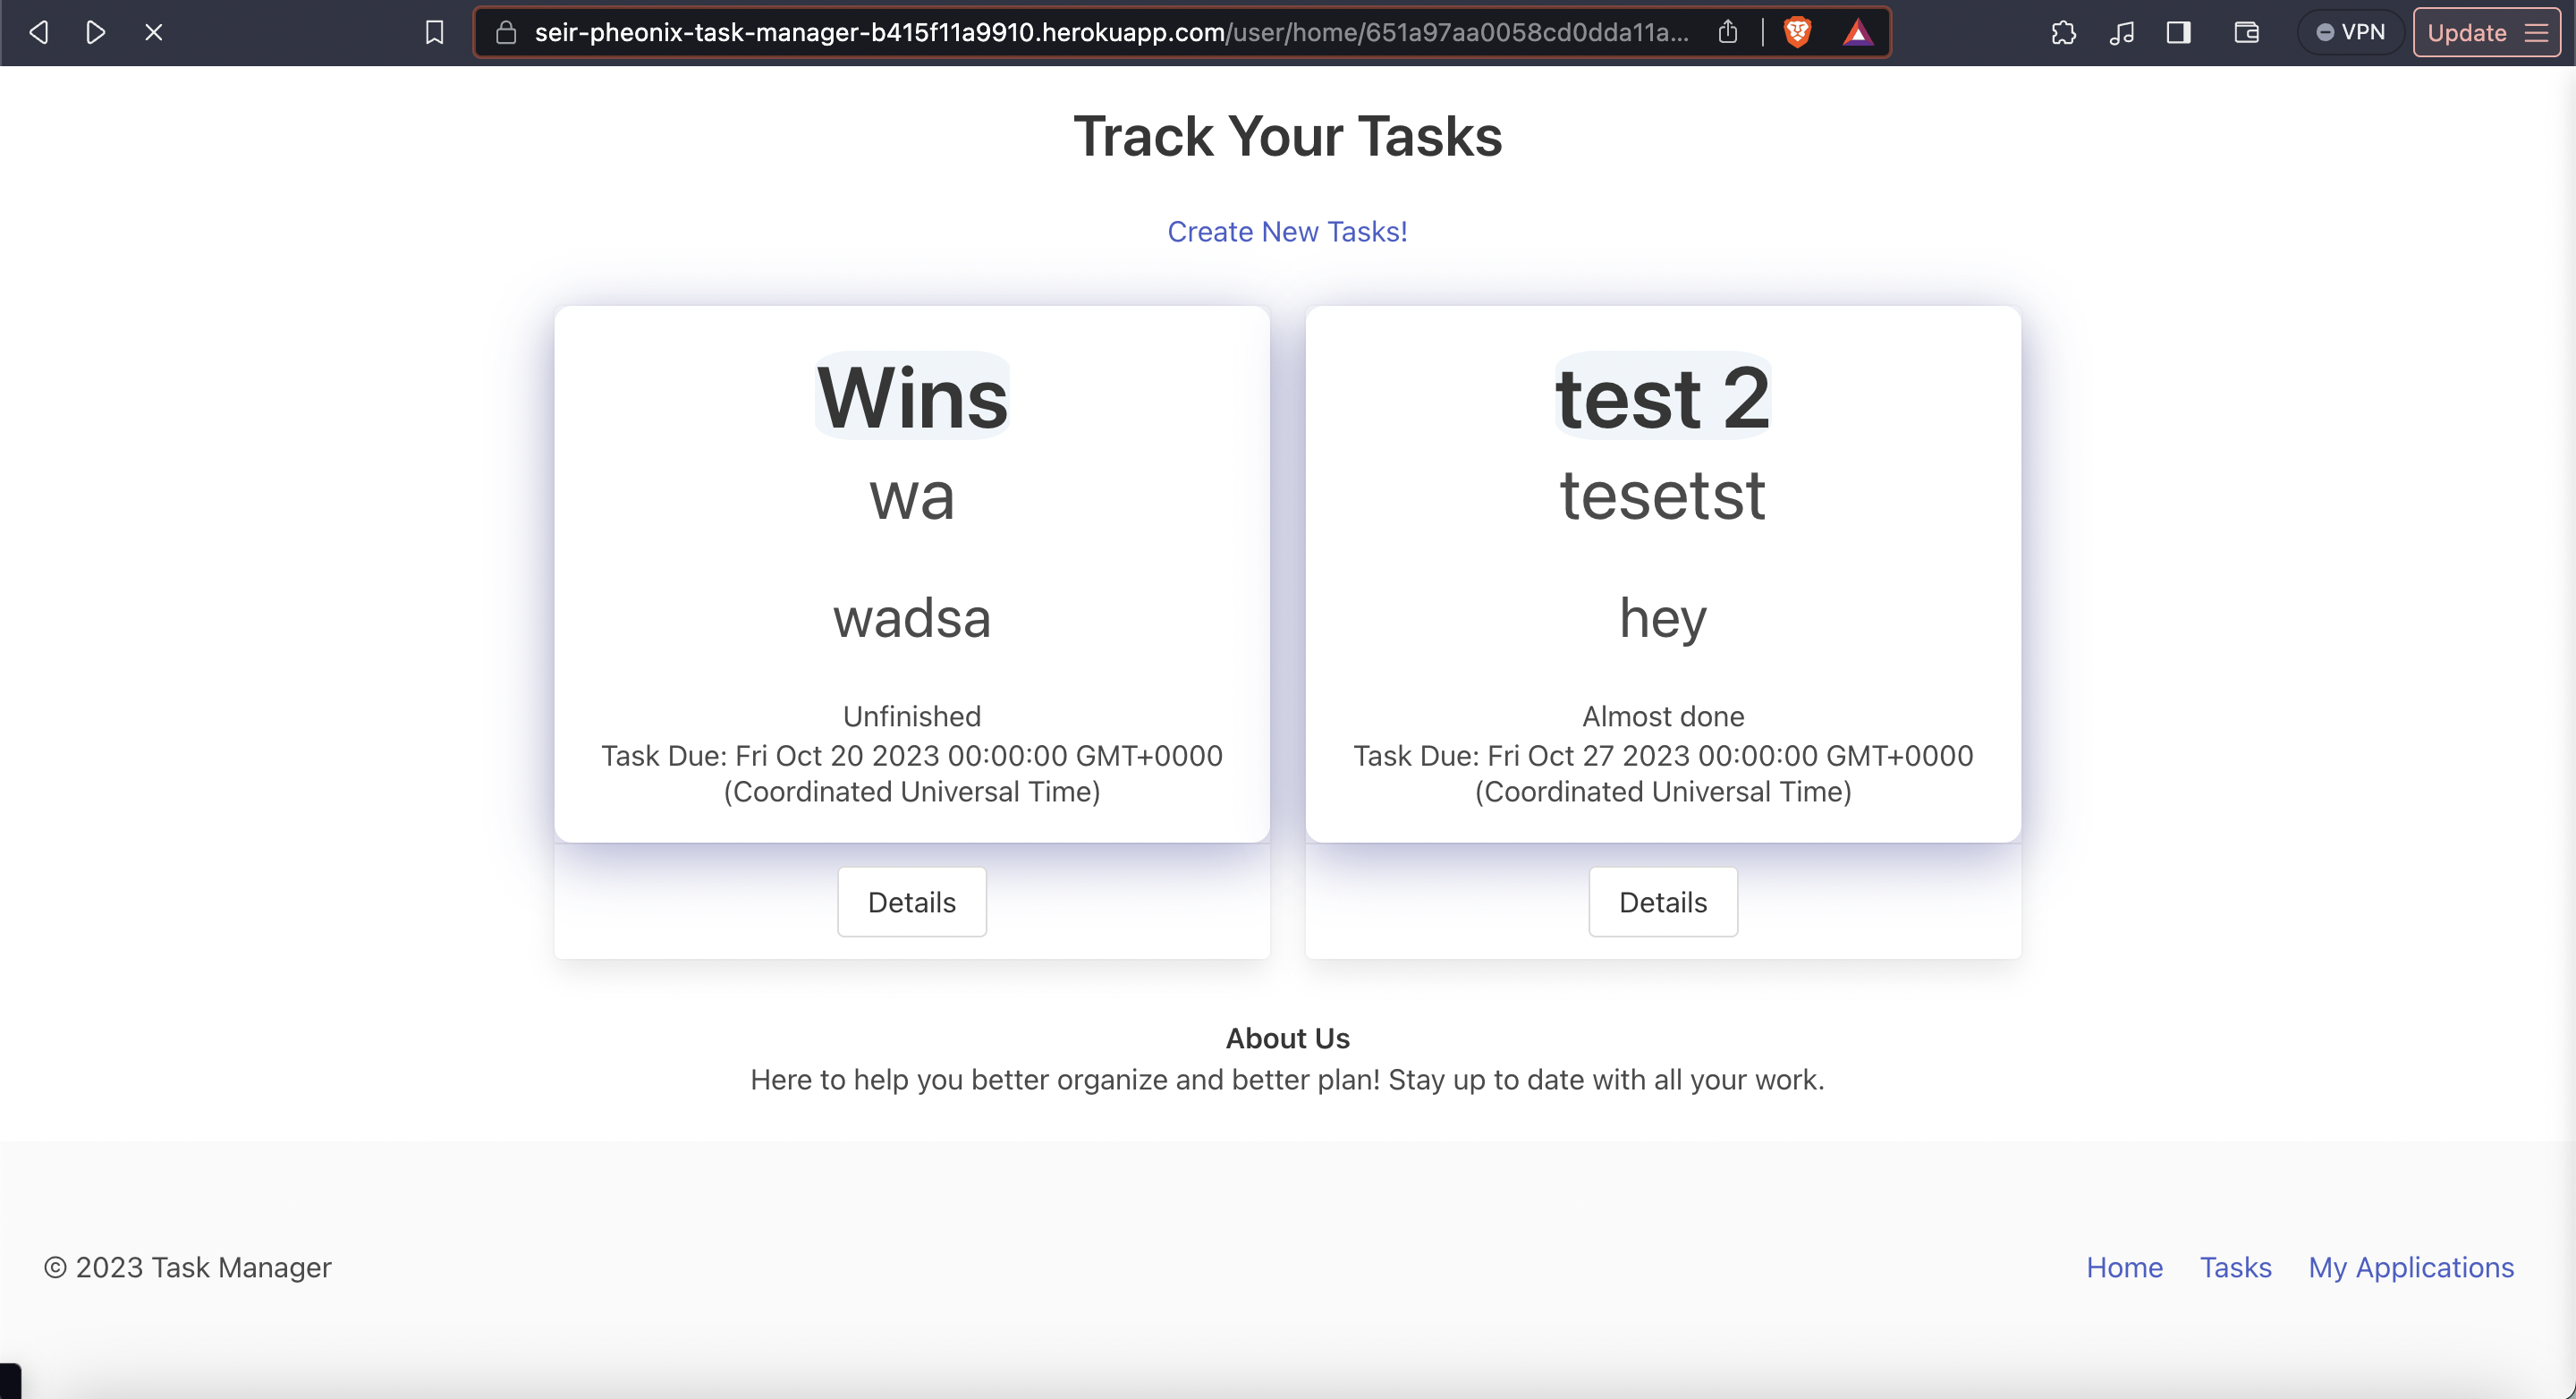 seir-pheonix-task-manager-b415f11a9910.herokuapp.com/user/home/651a97aa0058cd0dda11a...
VPN
Update
Track Your Tasks
Create New Tasks!
Wins
wa
wadsa
Unfinished
Task Due: Fri Oct 20 2023 00:00:00 GMT+0000
(Coordinated Universal Time)
Details
test 2
tesetst
hey
Almost done
Task Due: Fri Oct 27 2023 00:00:00 GMT+0000
(Coordinated Universal Time)
Details
About Us
Here to help you better organize and better plan! Stay up to date with all your work.
© 2023 Task Manager
Home Tasks My Applications